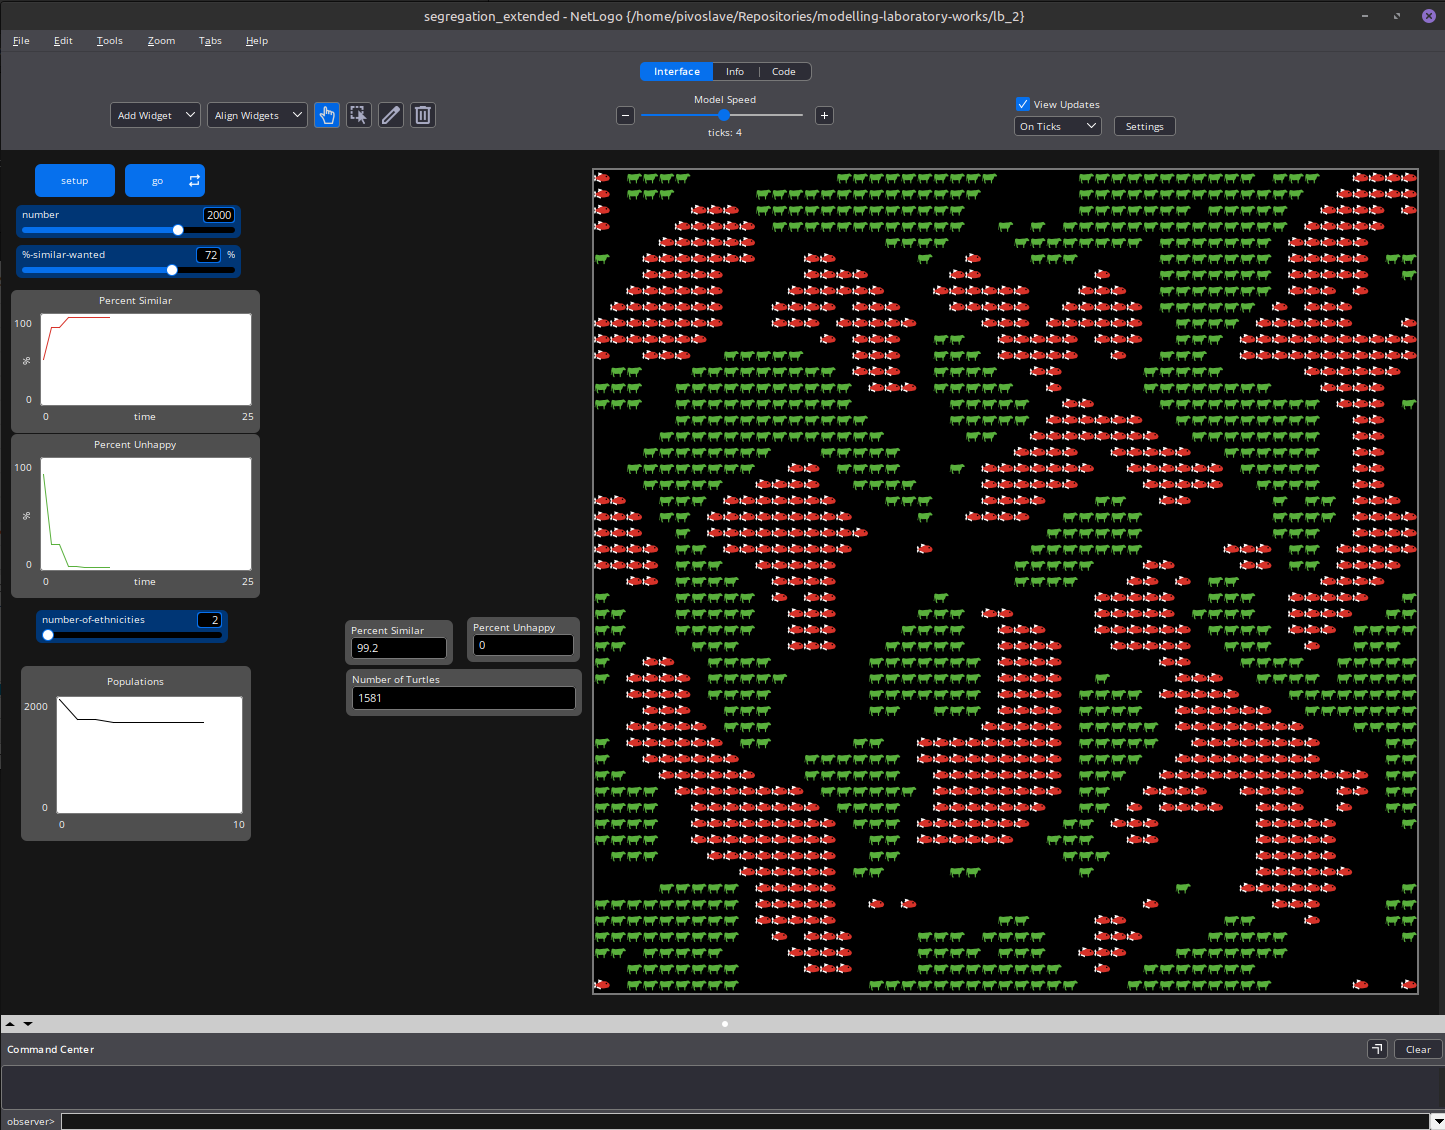 segregation_extended - NetLogo {/home/pivoslave/Repositories/modelling-laboratory-works/lb_2}
File Edit Tools Zoom Tabs Help
Interface Info Code
Add Widget Align Widgets
Model Speed
ticks: 4
View Updates
On Ticks Settings
setup go
number 2000
%-similar-wanted 72 %
Percent Similar
100
%
0
0 time 25
Percent Unhappy
100
%
0
0 time 25
number-of-ethnicities 2
Percent Similar
99.2
Percent Unhappy
0
Number of Turtles
1581
Populations
2000
0
0 10
Command Center
Clear
observer>